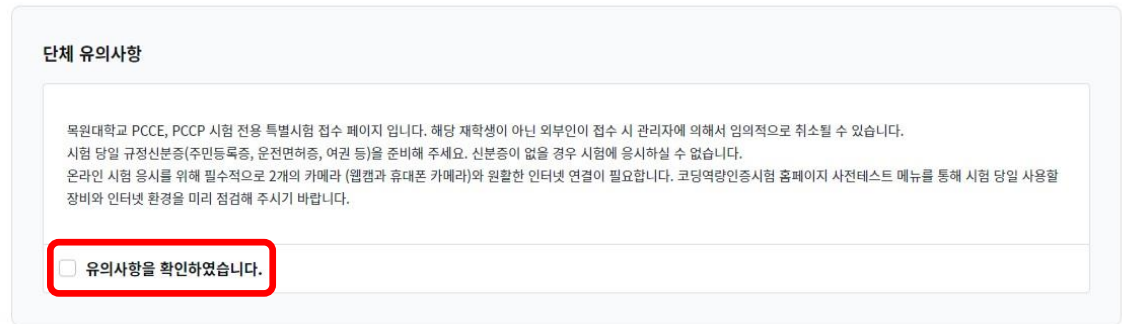 단체 유의사항
목원대학교 PCCE, PCCP 시험 전용 특별시험 접수 페이지 입니다. 해당 재학생이 아닌 외부인이 접수 시 관리자에 의해서 임의적으로 취소될 수 있습니다.
시험 당일 규정신분증(주민등록증, 운전면허증, 여권 등)을 준비해 주세요. 신분증이 없을 경우 시험에 응시하실 수 없습니다.
온라인 시험 응시를 위해 필수적으로 2개의 카메라 (웹캠과 휴대폰 카메라)와 원활한 인터넷 연결이 필요합니다. 코딩역량인증시험 홈페이지 사전테스트 메뉴를 통해 시험 당일 사용할
장비와 인터넷 환경을 미리 점검해 주시기 바랍니다.
유의사항을 확인하였습니다.